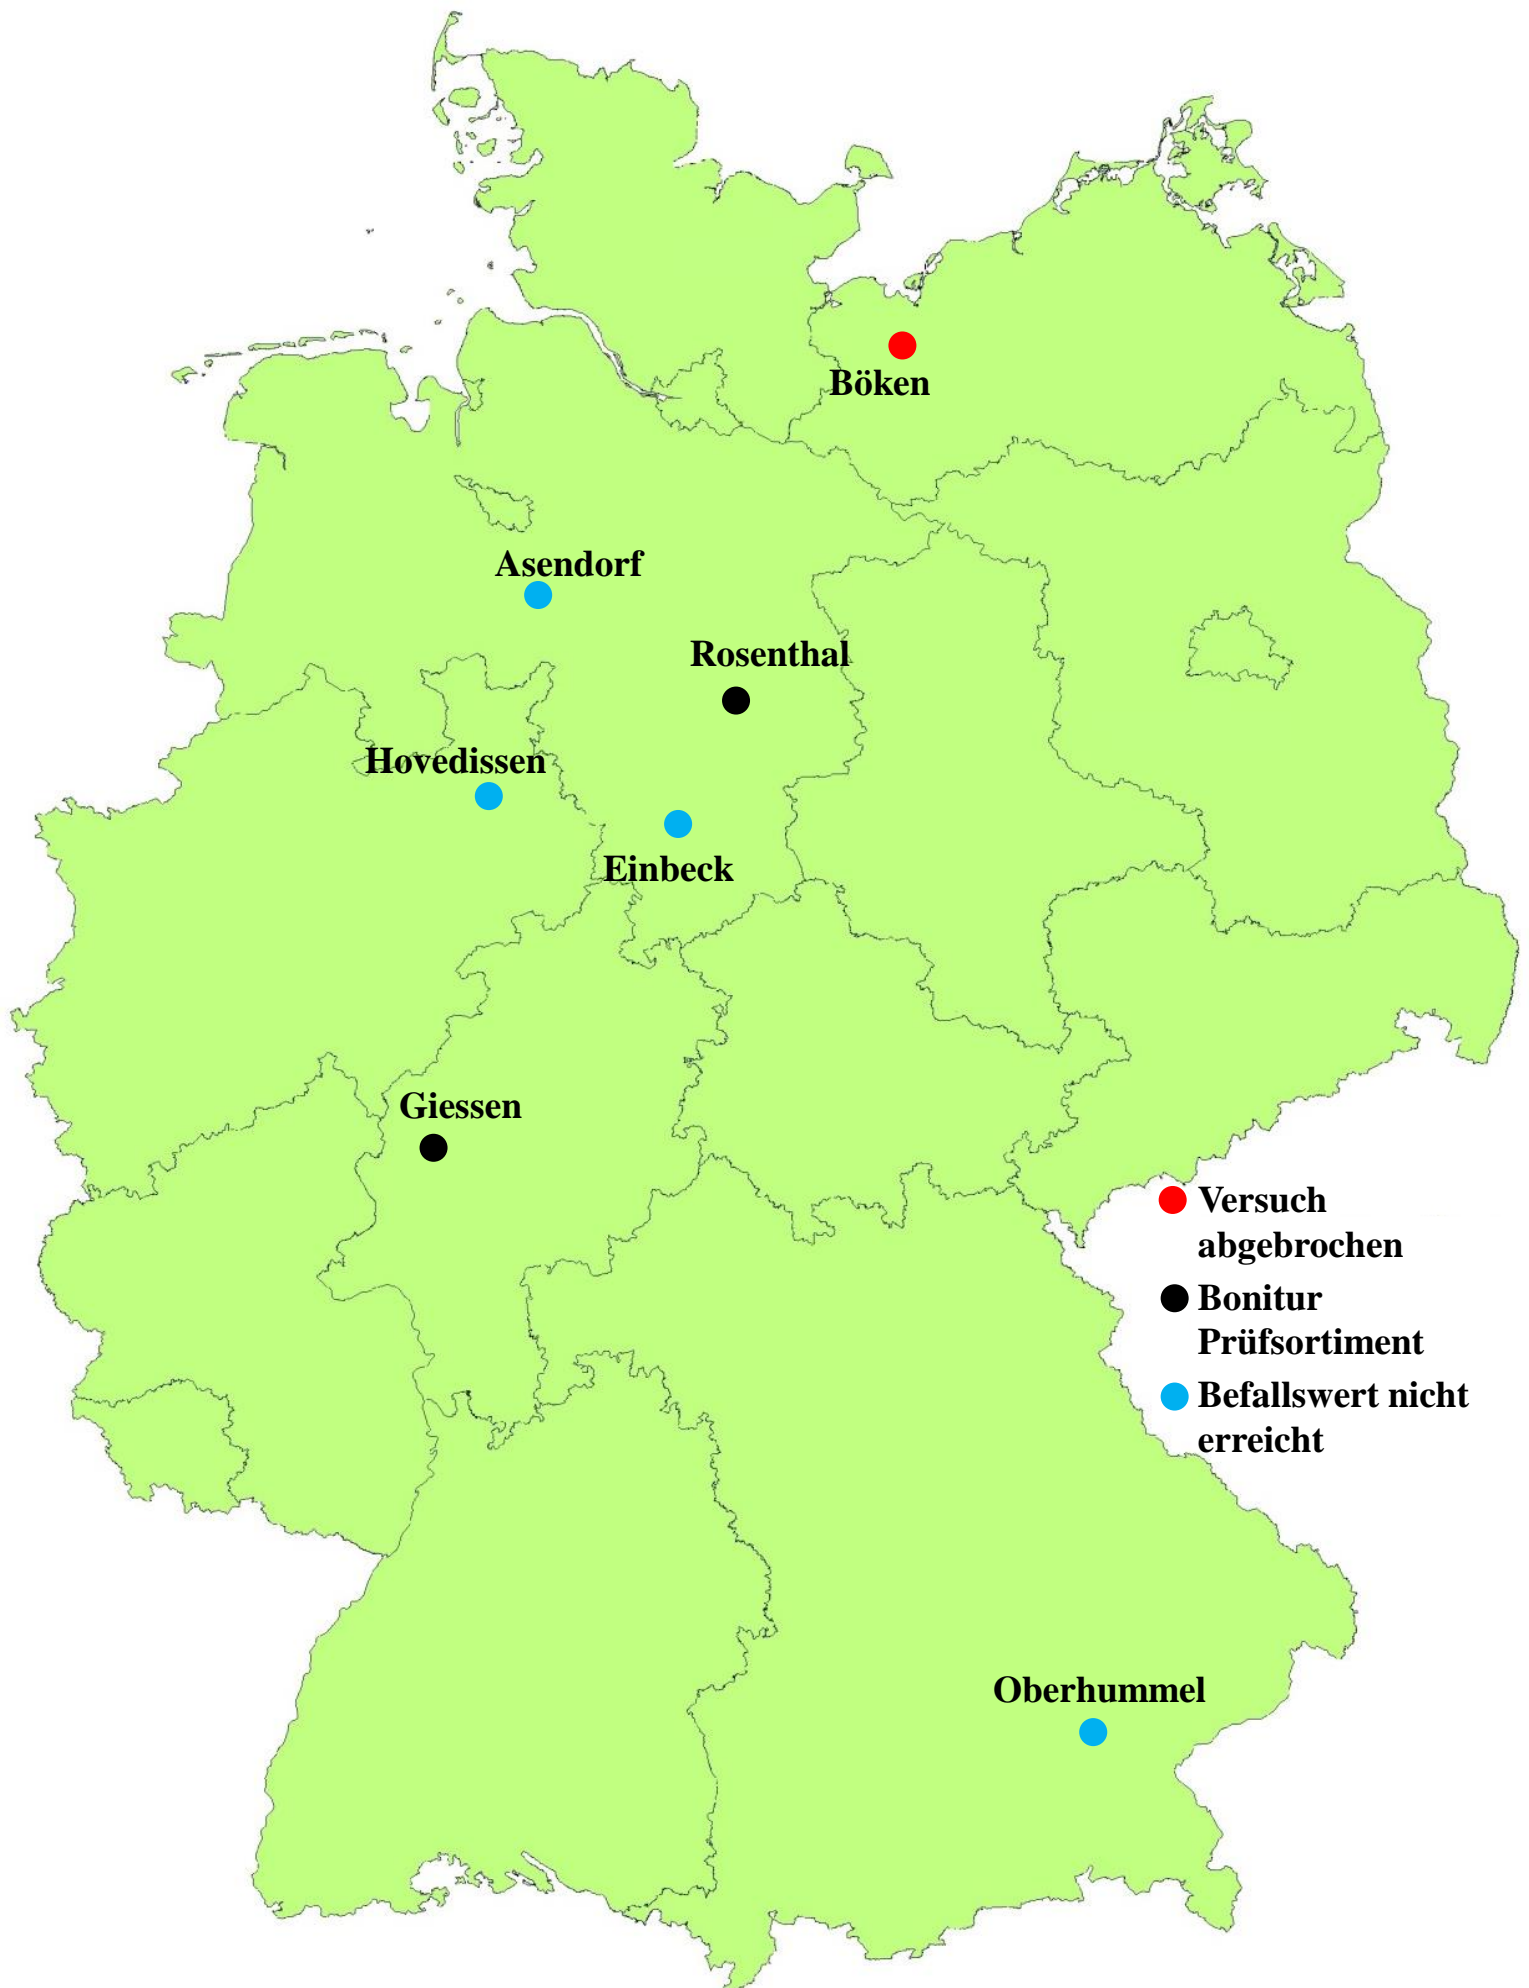 Böken
Asendorf
Rosenthal
Hovedissen
Einbeck
Giessen
Versuch
abgebrochen
Bonitur
Prüfsortiment
Befallswert nicht
erreicht
Oberhummel